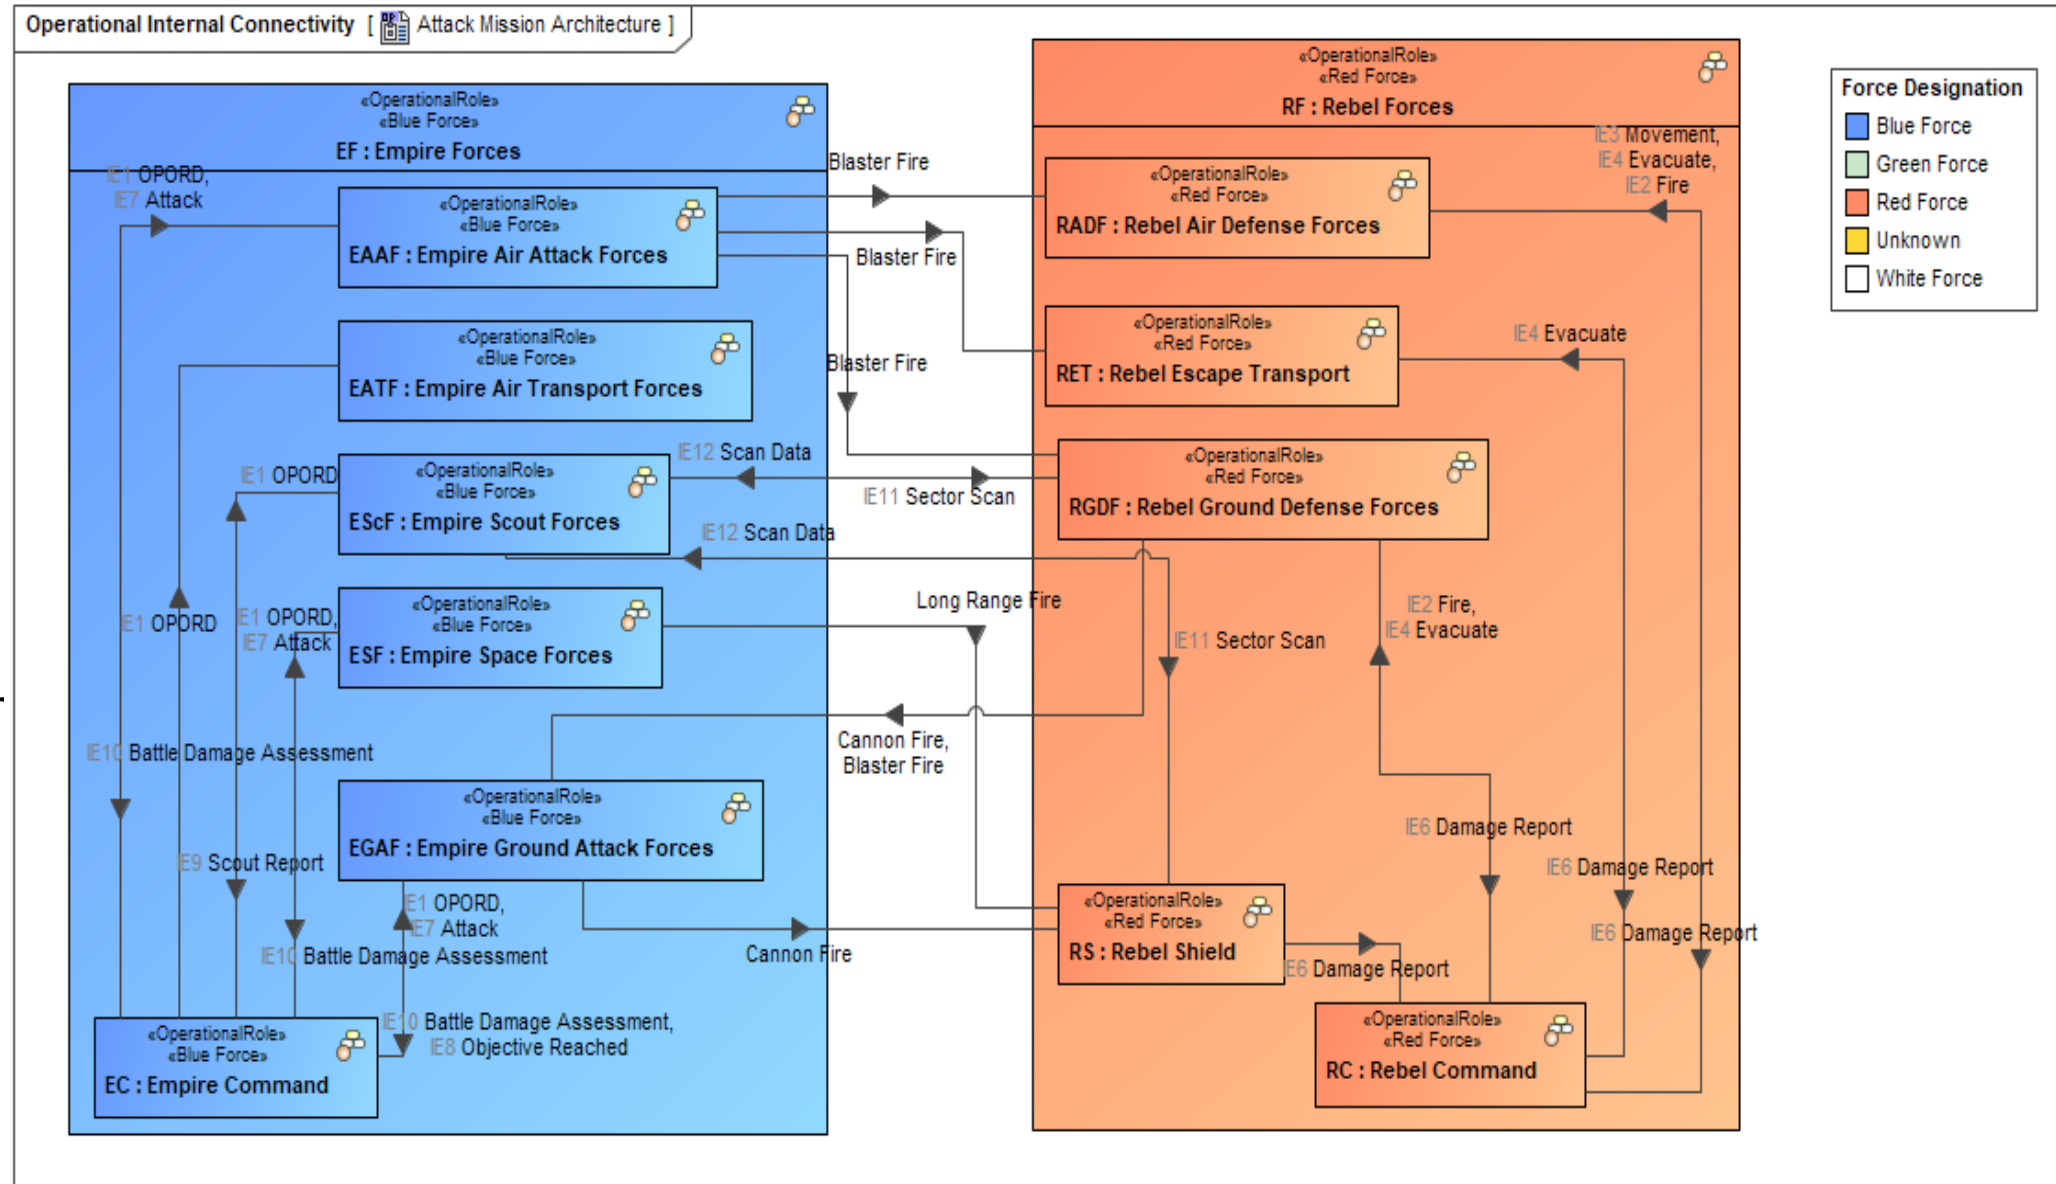 Operational Internal Connectivity [ Attack Mission Architecture ]
«OperationalRole»
«Blue Force»
EF : Empire Forces
IE1 OPORD,
IE7 Attack
«OperationalRole»
«Blue Force»
EAAF : Empire Air Attack Forces
«OperationalRole»
«Blue Force»
EATF : Empire Air Transport Forces
IE1 OPORD
«OperationalRole»
«Blue Force»
EScF : Empire Scout Forces
IE1 OPORD
IE1 OPORD,
IE7 Attack
«OperationalRole»
«Blue Force»
ESF : Empire Space Forces
IE10 Battle Damage Assessment
«OperationalRole»
«Blue Force»
EGAF : Empire Ground Attack Forces
IE9 Scout Report
IE1 OPORD,
IE7 Attack
IE10 Battle Damage Assessment
IE10 Battle Damage Assessment,
IE8 Objective Reached
«OperationalRole»
«Blue Force»
EC : Empire Command
Blaster Fire
Blaster Fire
Blaster Fire
IE12 Scan Data
IE11 Sector Scan
IE12 Scan Data
Long Range Fire
Cannon Fire,
Blaster Fire
Cannon Fire
«OperationalRole»
«Red Force»
RF : Rebel Forces
IE3 Movement,
IE4 Evacuate,
IE2 Fire
«OperationalRole»
«Red Force»
RADF : Rebel Air Defense Forces
«OperationalRole»
«Red Force»
RET : Rebel Escape Transport
IE4 Evacuate
«OperationalRole»
«Red Force»
RGDF : Rebel Ground Defense Forces
IE2 Fire,
IE4 Evacuate
IE11 Sector Scan
IE6 Damage Report
IE6 Damage Report
IE6 Damage Report
«OperationalRole»
«Red Force»
RS : Rebel Shield
IE6 Damage Report
«OperationalRole»
«Red Force»
RC : Rebel Command
Force Designation
Blue Force
Green Force
Red Force
Unknown
White Force